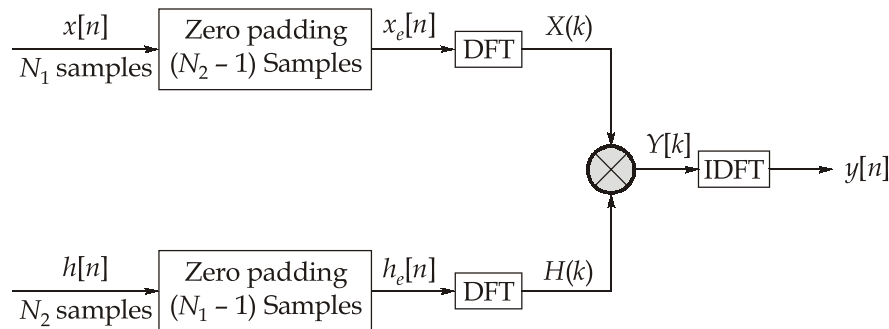 x[n]
N₁ samples
Zero padding
(N₂ – 1) Samples
xₑ[n]
DFT
X(k)
Y[k]
IDFT
y[n]
h[n]
N₂ samples
Zero padding
(N₁ – 1) Samples
hₑ[n]
DFT
H(k)